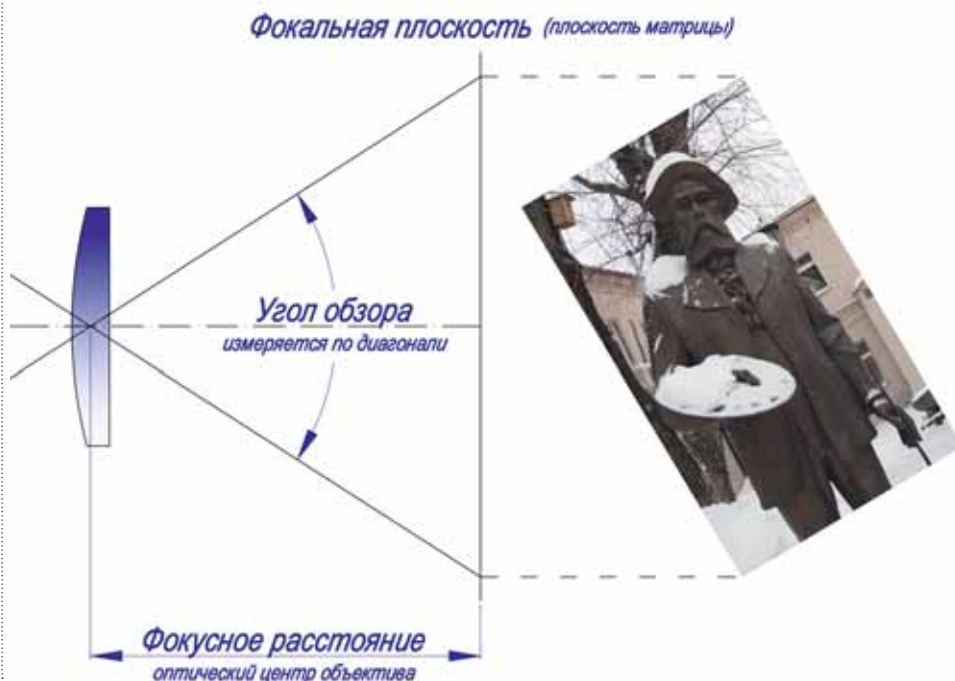 Фокальная плоскость (плоскость матрицы)
Угол обзора
измеряется по диагонали
Фокусное расстояние
оптический центр объектива